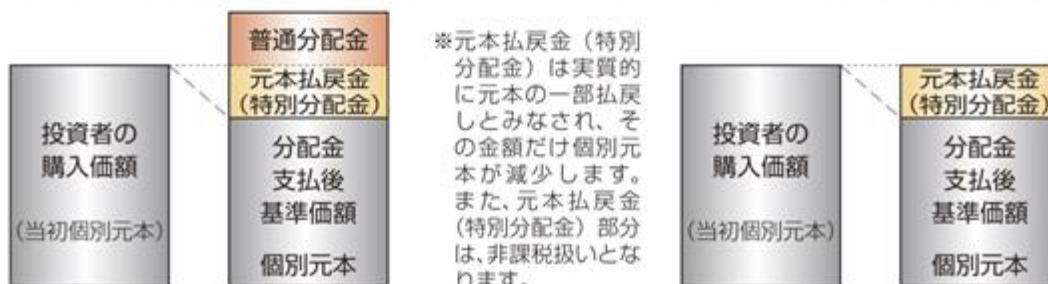 投資者の
購入価額
(当初個別元本)
普通分配金
元本払戻金
(特別分配金)
分配金
支払後
基準価額
個別元本
※元本払戻金(特別
分配金)は実質的
に元本の一部払戻
しとみなされ、そ
の金額だけ個別元
本が減少します。
また、元本払戻金
(特別分配金)部分
は、非課税扱いとな
ります。
投資者の
購入価額
(当初個別元本)
元本払戻金
(特別分配金)
分配金
支払後
基準価額
個別元本